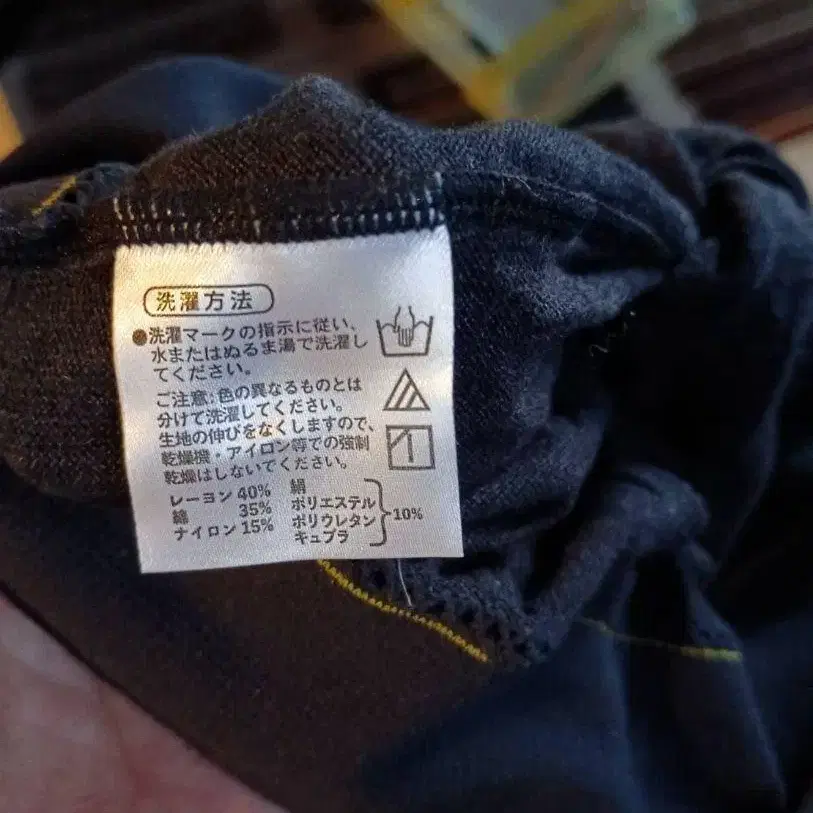 洗濯方法
●洗濯マークの指示に従い、
水またはぬるま湯で洗濯し
てください。
ご注意:色の異なるものとは
分けて洗濯してください。
生地の伸びをなくしますので、
乾燥機・アイロン等での強制
乾燥はしないでください。
レーヨン 40%
綿 35%
ナイロン 15%
絹
ポリエステル
ポリウレタン
キュプラ
10%